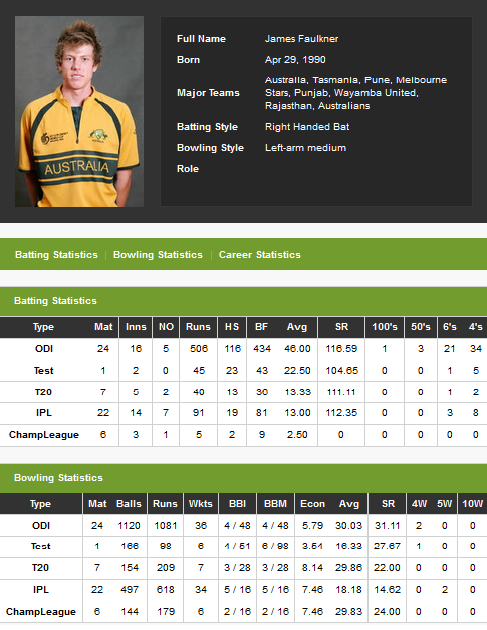 Full Name James Faulkner
Born Apr 29, 1990
Major Teams Australia, Tasmania, Pune, Melbourne
Stars, Punjab, Wayamba United,
Rajasthan, Australians
Batting Style Right Handed Bat
Bowling Style Left-arm medium
Role
AUSTRALIA
Batting Statistics | Bowling Statistics | Career Statistics
Batting Statistics
Type Mat Inns NO Runs HS BF Avg SR 100's 50's 6's 4's
ODI 24 16 5 506 116 434 46.00 116.59 1 3 21 34
Test 1 2 0 45 23 43 22.50 104.65 0 0 1 5
T20 7 5 2 40 13 36 13.33 111.11 0 0 1 2
IPL 22 14 7 91 19 81 13.00 112.35 0 0 3 8
ChampLeague 6 3 1 5 2 9 2.50 0 0 0 0 0
Bowling Statistics
Type Mat Balls Runs Wkts BBI BBM Econ Avg SR 4W 5W 10W
ODI 24 1120 1081 36 4 / 48 4 / 48 5.79 30.03 31.11 2 0 0
Test 1 166 98 6 4 / 51 6 / 98 3.54 16.33 27.67 1 0 0
T20 7 154 209 7 3 / 28 3 / 28 8.14 29.86 22.00 0 0 0
IPL 22 497 618 34 5 / 16 5 / 16 7.46 18.18 14.62 0 2 0
ChampLeague 6 144 179 6 2 / 16 2 / 16 7.46 29.83 24.00 0 0 0